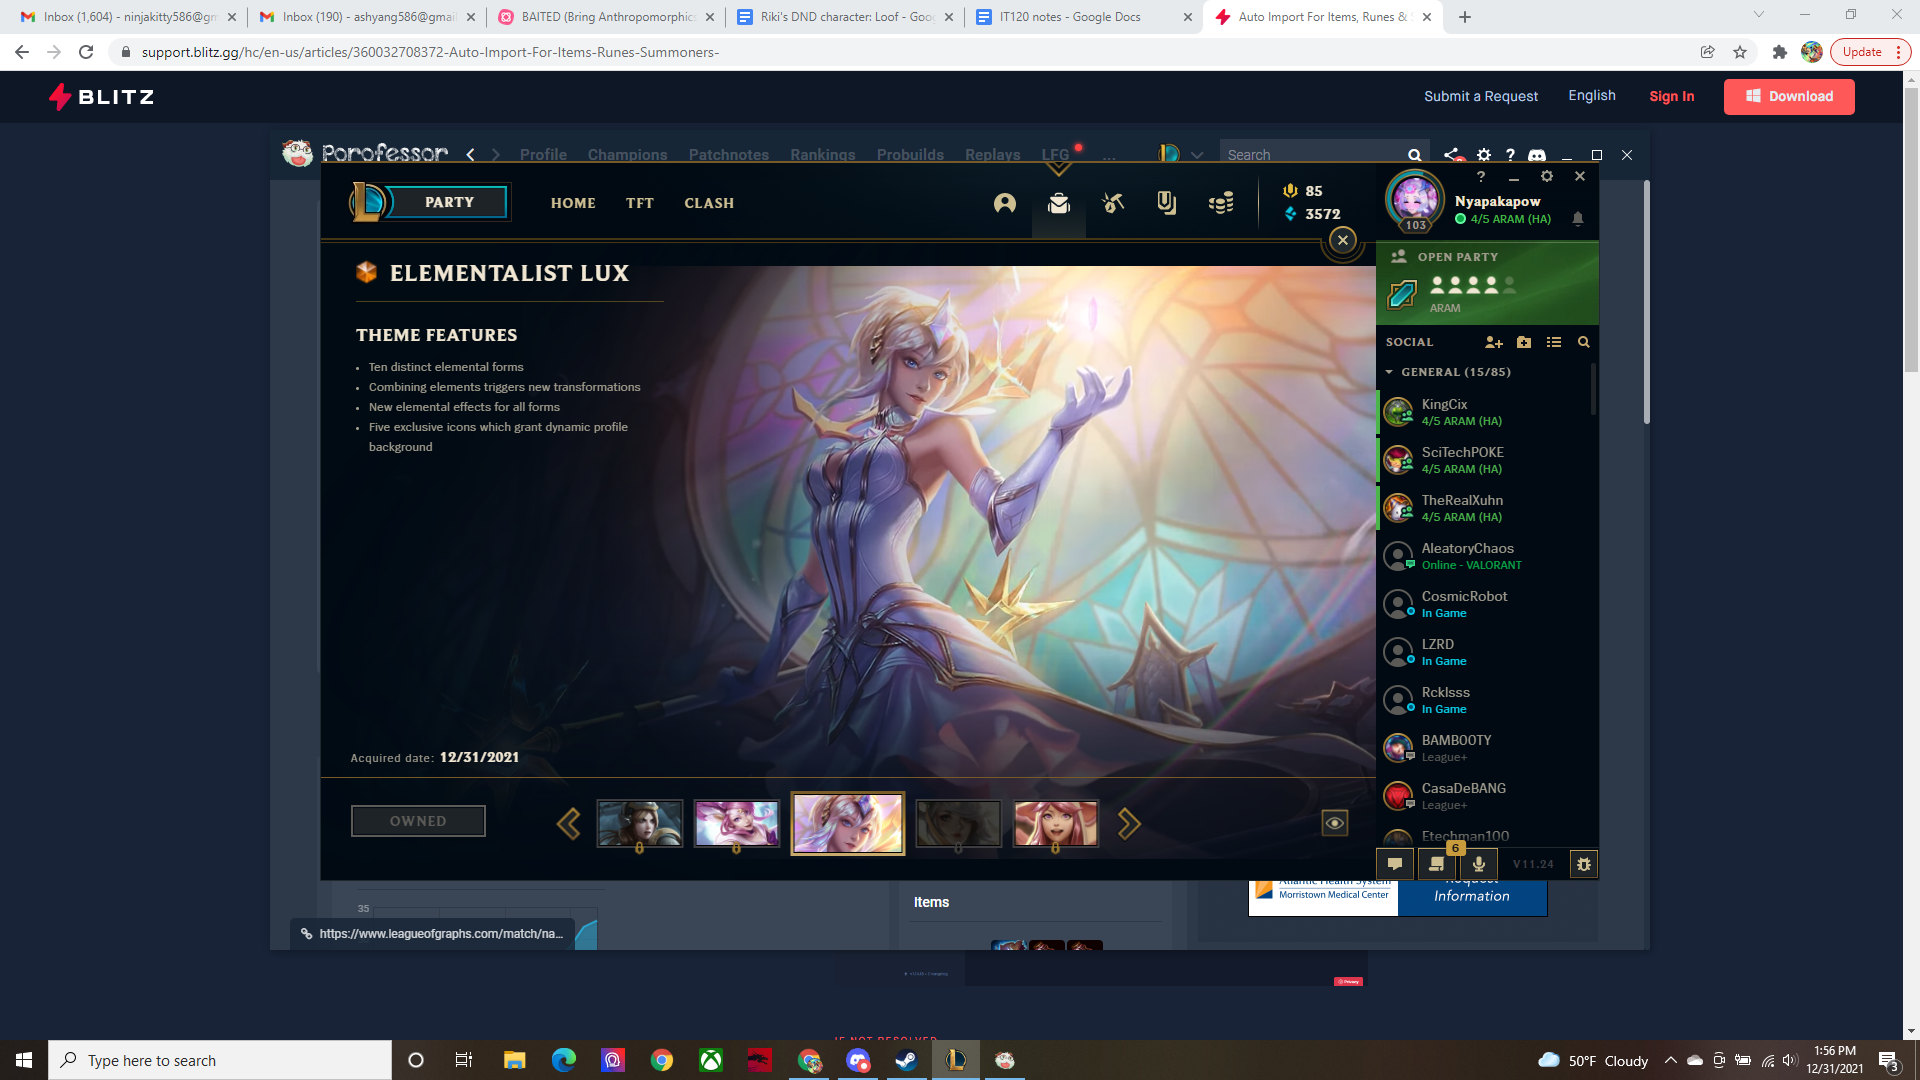 Inbox (1,604) - ninjakitty586@gm
Inbox (190) - ashyang586@gmail
BAITED (Bring Anthropomorphic
Riki's DND character: Loof - Goo
IT120 notes - Google Docs
Auto Import For Items, Runes &
support.blitz.gg/hc/en-us/articles/360032708372-Auto-Import-For-Items-Runes-Summoners-
Update
BLITZ
Submit a Request
English
Sign In
Download
Porofessor
Profile
Champions
Patchnotes
Rankings
Probuilds
Replays
LFG
...
Search
PARTY
HOME
TFT
CLASH
85
3572
103
Nyapakapow
4/5 ARAM (HA)
ELEMENTALIST LUX
THEME FEATURES
• Ten distinct elemental forms
• Combining elements triggers new transformations
• New elemental effects for all forms
• Five exclusive icons which grant dynamic profile
background
Acquired date: 12/31/2021
OWNED
OPEN PARTY
ARAM
SOCIAL
GENERAL (15/85)
KingCix
4/5 ARAM (HA)
SciTechPOKE
4/5 ARAM (HA)
TheRealXuhn
4/5 ARAM (HA)
AleatoryChaos
Online - VALORANT
CosmicRobot
In Game
LZRD
In Game
Rcklsss
In Game
BAMBOOTY
League+
CasaDeBANG
League+
Etechman100
6
V11.24
35
Items
Atlantic Health System
Morristown Medical Center
Request
Information
https://www.leagueofgraphs.com/match/na...
Privacy
IF NOT RESOLVED
Type here to search
50°F Cloudy
1:56 PM
12/31/2021
3